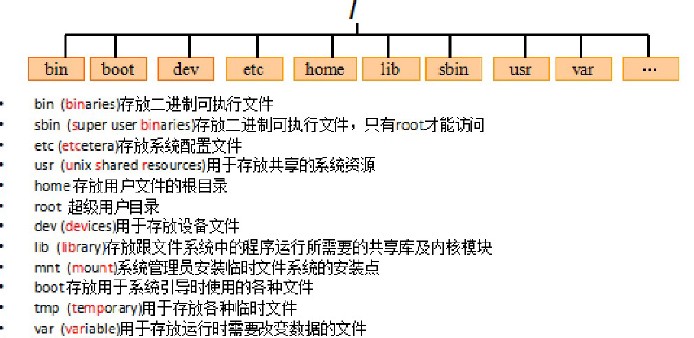 /
bin boot dev etc home lib sbin usr var ...
• bin (binaries)存放二进制可执行文件
• sbin (super user binaries)存放二进制可执行文件，只有root才能访问
• etc (etcetera)存放系统配置文件
• usr (unix shared resources)用于存放共享的系统资源
• home 存放用户文件的根目录
• root 超级用户目录
• dev (devices)用于存放设备文件
• lib (library)存放跟文件系统中的程序运行所需要的共享库及内核模块
• mnt (mount)系统管理员安装临时文件系统的安装点
• boot 存放用于系统引导时使用的各种文件
• tmp (temporary)用于存放各种临时文件
• var (variable)用于存放运行时需要改变数据的文件